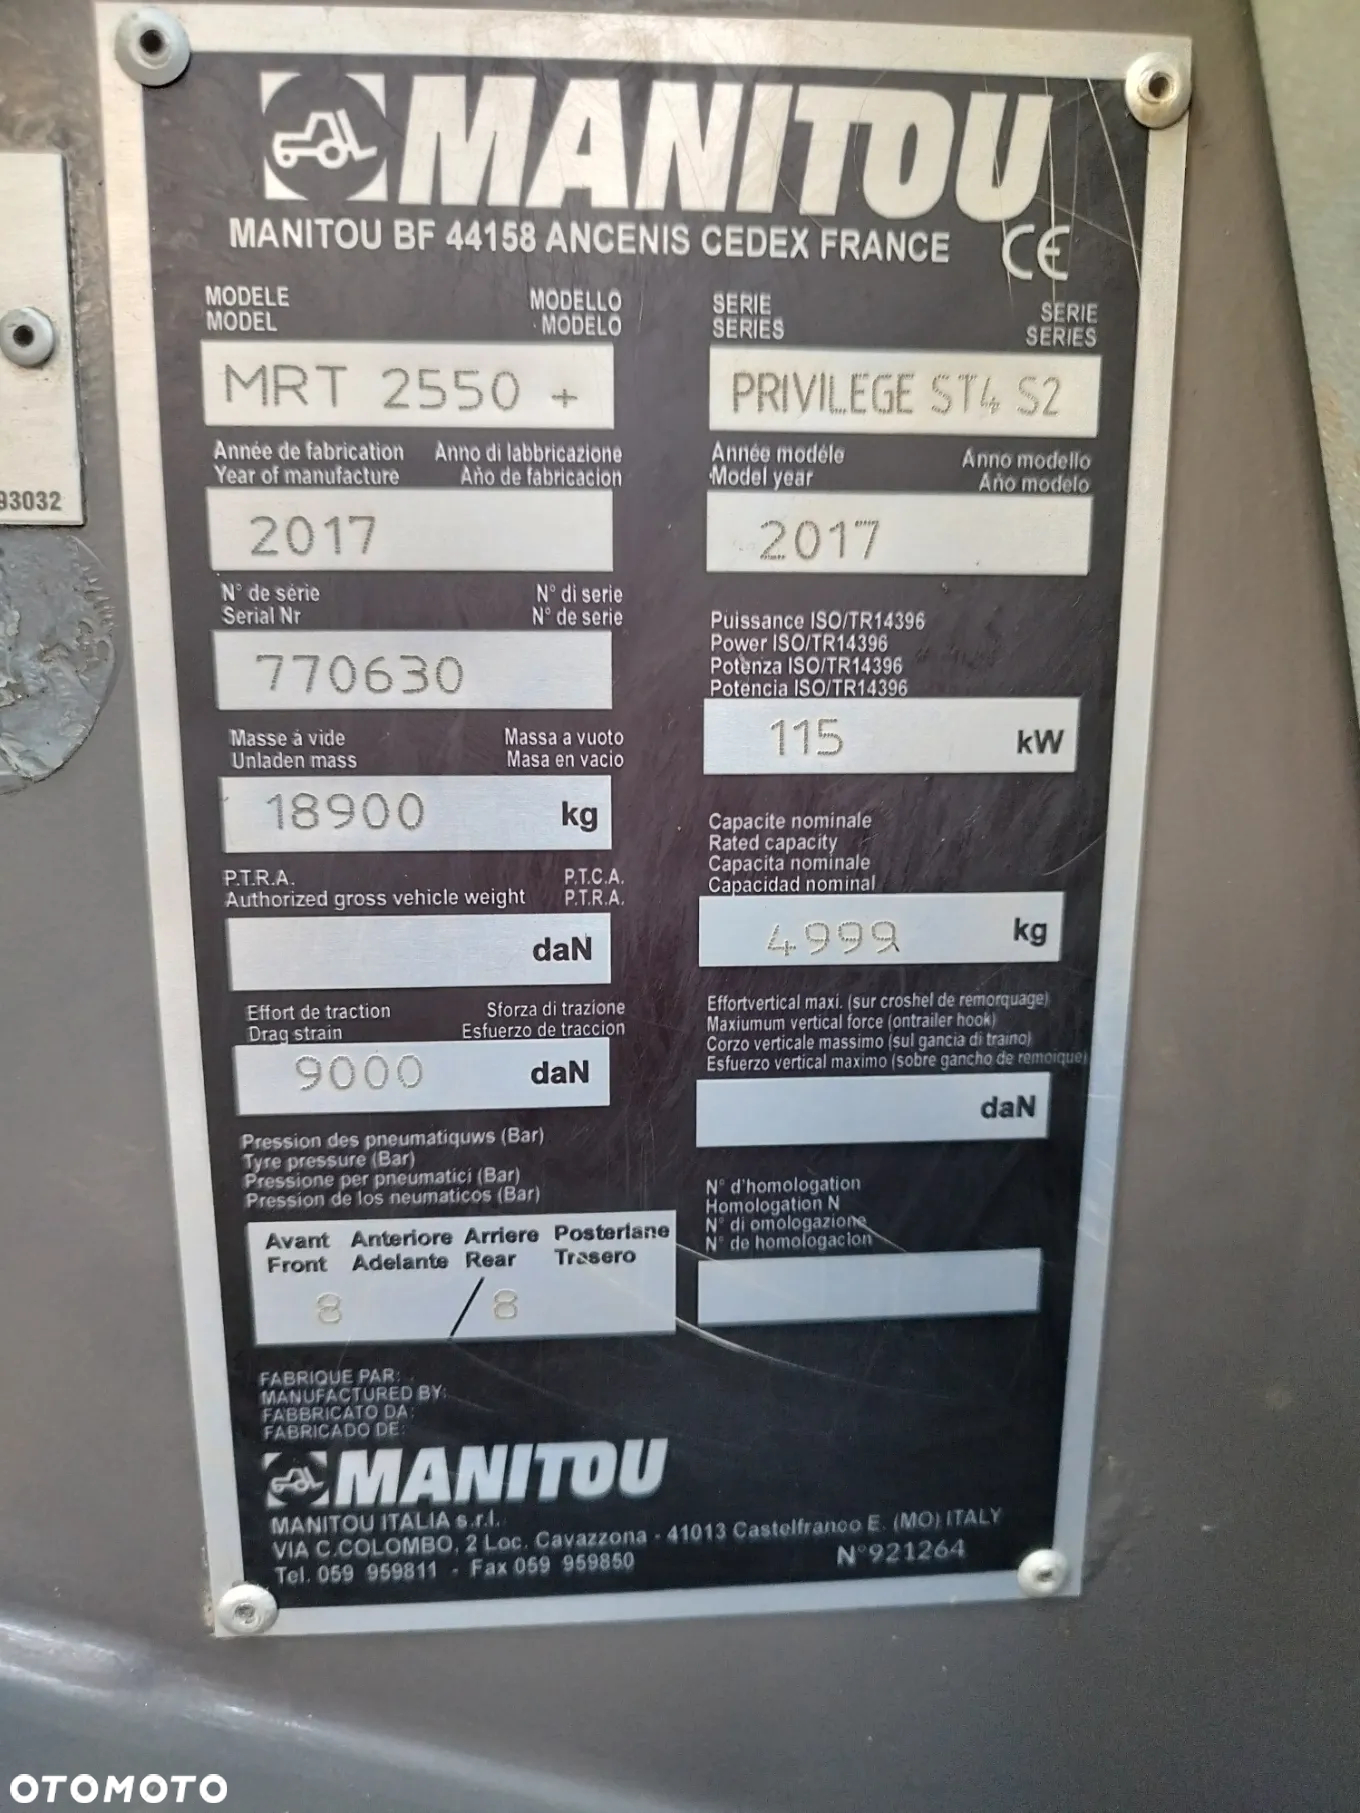 MANITOU
MANITOU BF 44158 ANCENIS CEDEX FRANCE CE
MODELE MODELLO
MODEL MODELO
MRT 2550 +
SERIE SERIE
SERIES SERIES
PRIVILEGE ST4 S2
Année de fabrication Anno di labbricazione
Year of manufacture Año de fabricacion
2017
Année modéle Anno modello
Model year Año modelo
2017
N° de série N° di serie
Serial Nr N° de serie
770630
Puissance ISO/TR14396
Power ISO/TR14396
Potenza ISO/TR14396
Potencia ISO/TR14396
115 kW
Masse á vide Massa a vuoto
Unladen mass Masa en vacio
18900 kg
Capacite nominale
Rated capacity
Capacita nominale
Capacidad nominal
4999 kg
P.T.R.A. P.T.C.A.
Authorized gross vehicle weight P.T.R.A.
daN
Effort de traction Sforza di trazione
Drag strain Esfuerzo de traccion
9000 daN
Effortvertical maxi. (sur croshel de remorquage)
Maxiumum vertical force (ontrailer hook)
Corzo verticale massimo (sul gancia di traino)
Esfuerzo vertical maximo (sobre gancho de remoique)
daN
Pression des pneumatiquws (Bar)
Tyre pressure (Bar)
Pressione per pneumatici (Bar)
Pression de los neumaticos (Bar)
Avant Anteriore Arriere Posteriane
Front Adelante Rear Trasero
8 / 8
N° d'homologation
Homologation N
N° di omologazione
N° de homologacion
FABRIQUE PAR:
MANUFACTURED BY:
FABBRICATO DA:
FABRICADO DE:
MANITOU
MANITOU ITALIA s.r.l.
VIA C.COLOMBO, 2 Loc. Cavazzona - 41013 Castelfranco E. (MO) ITALY
Tel. 059 959811 - Fax 059 959850
N°921264
93032
OTOMOTO